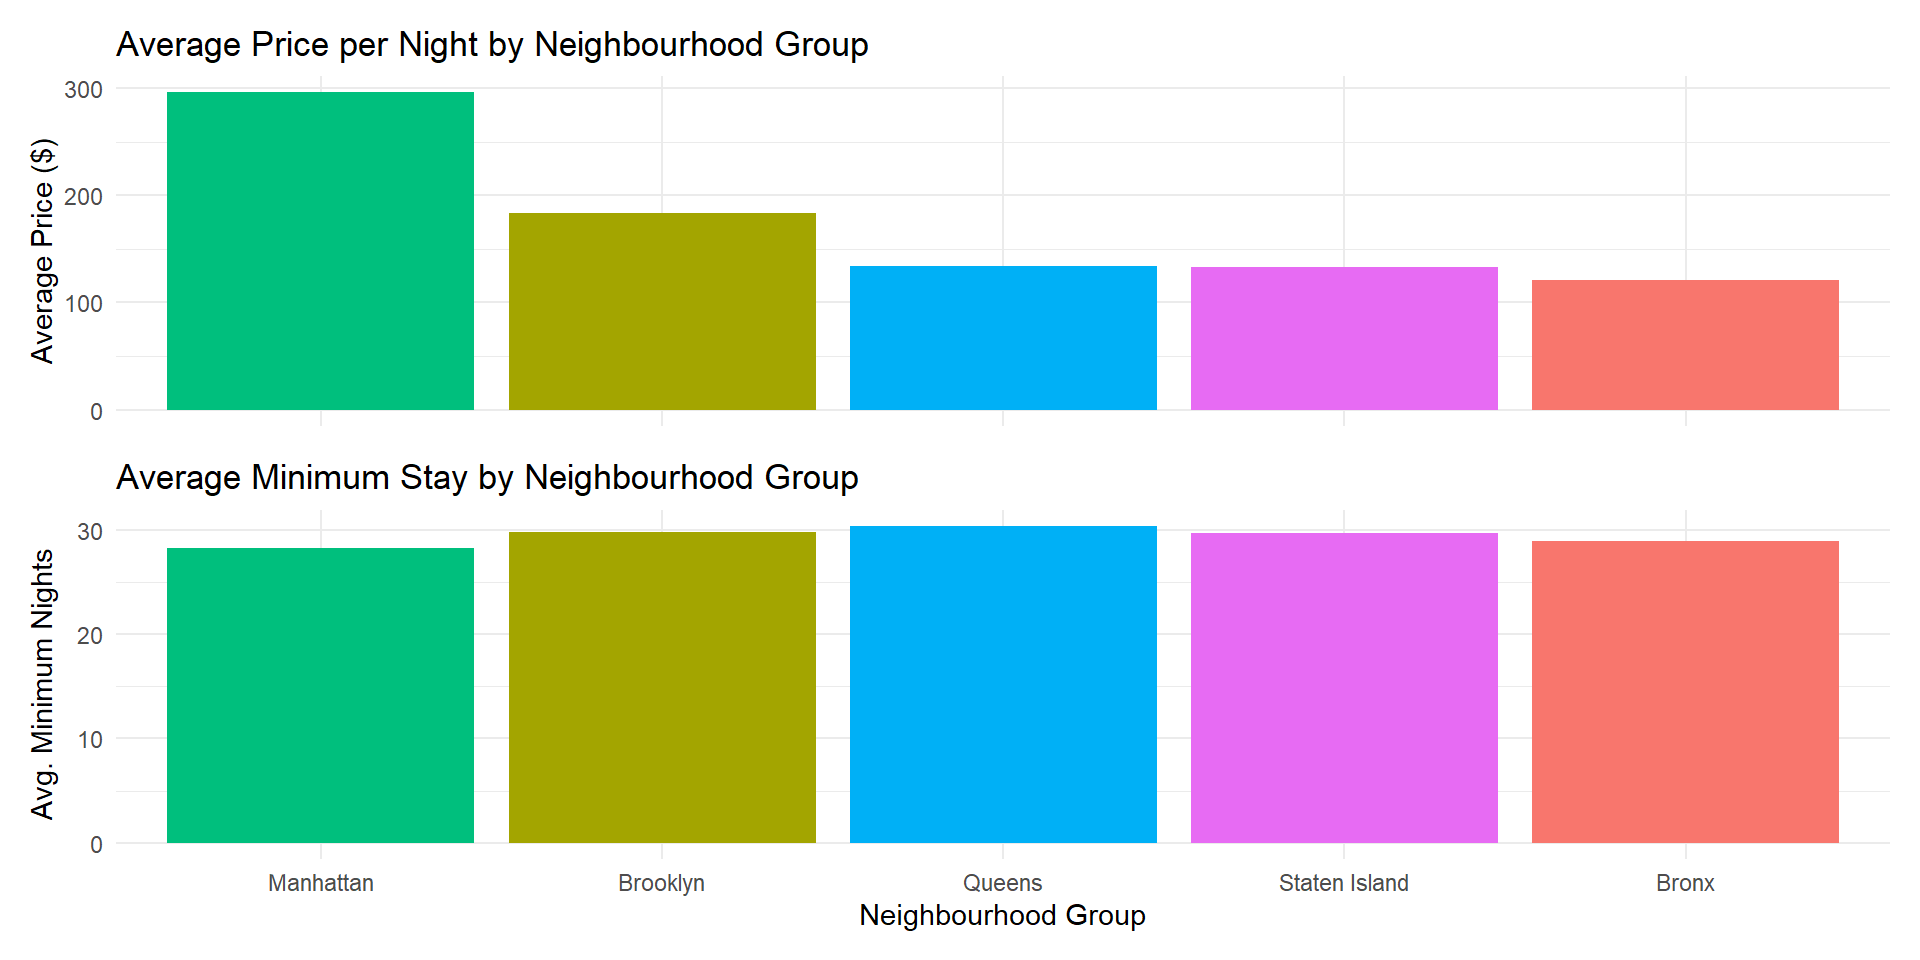 Average Price per Night by Neighbourhood Group
Average Price ($)
300
200
100
0
Average Minimum Stay by Neighbourhood Group
Avg. Minimum Nights
30
20
10
0
Manhattan Brooklyn Queens Staten Island Bronx
Neighbourhood Group